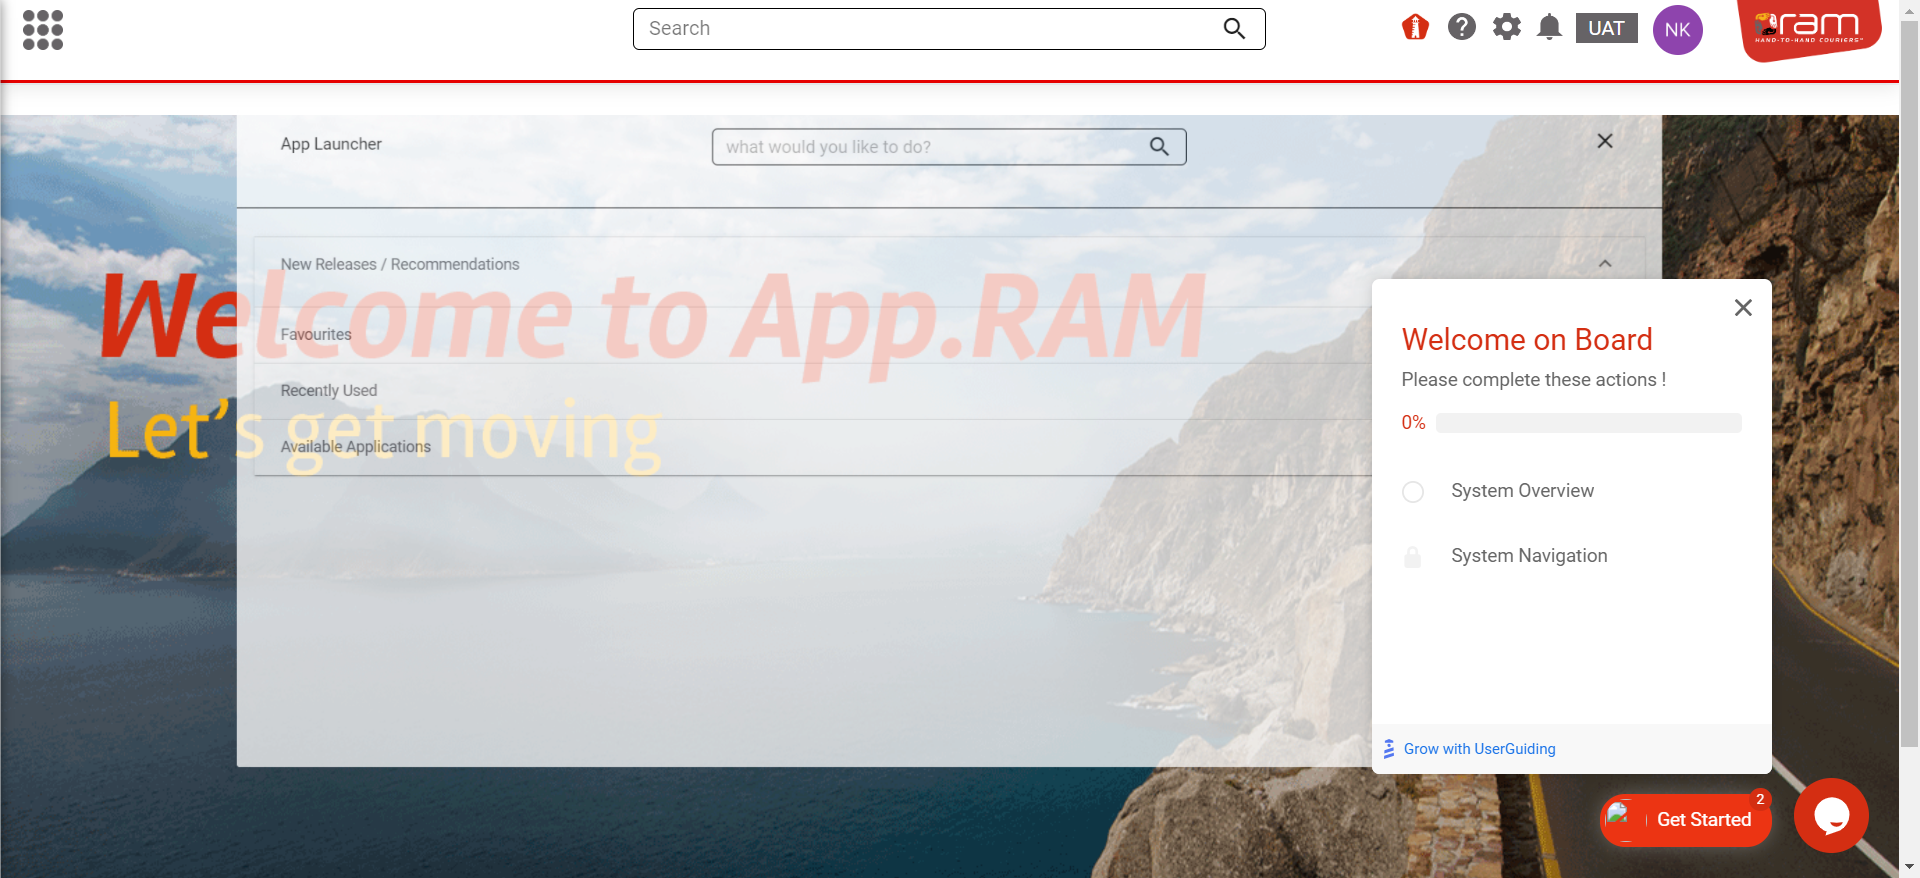 Search
UAT
NK
ram
HAND-TO-HAND COURIERS
App Launcher
what would you like to do?
New Releases / Recommendations
Welcome to App.RAM
Favourites
Recently Used
Let's get moving
Available Applications
Welcome on Board
Please complete these actions !
0%
System Overview
System Navigation
Grow with UserGuiding
2
Get Started